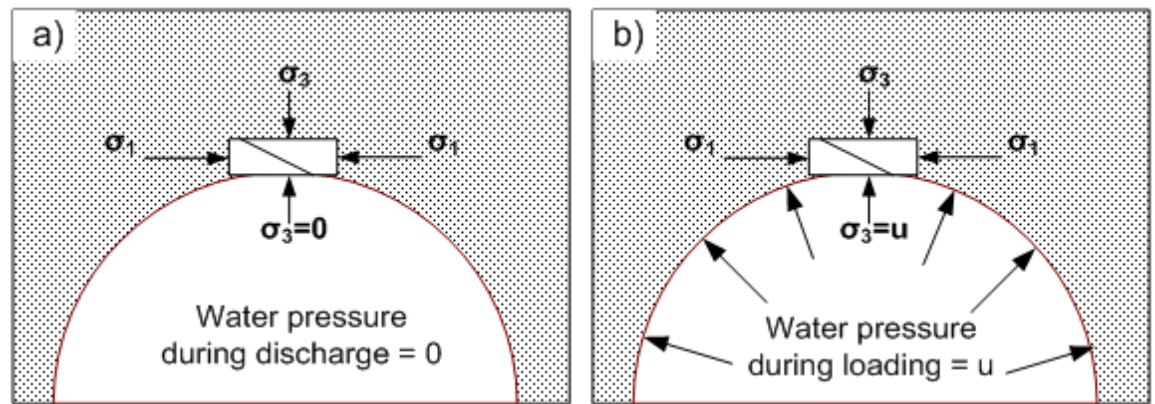 a)
σ₃
σ₁ σ₁
σ₃=0
Water pressure
during discharge = 0
b)
σ₃
σ₁ σ₁
σ₃=u
Water pressure
during loading = u